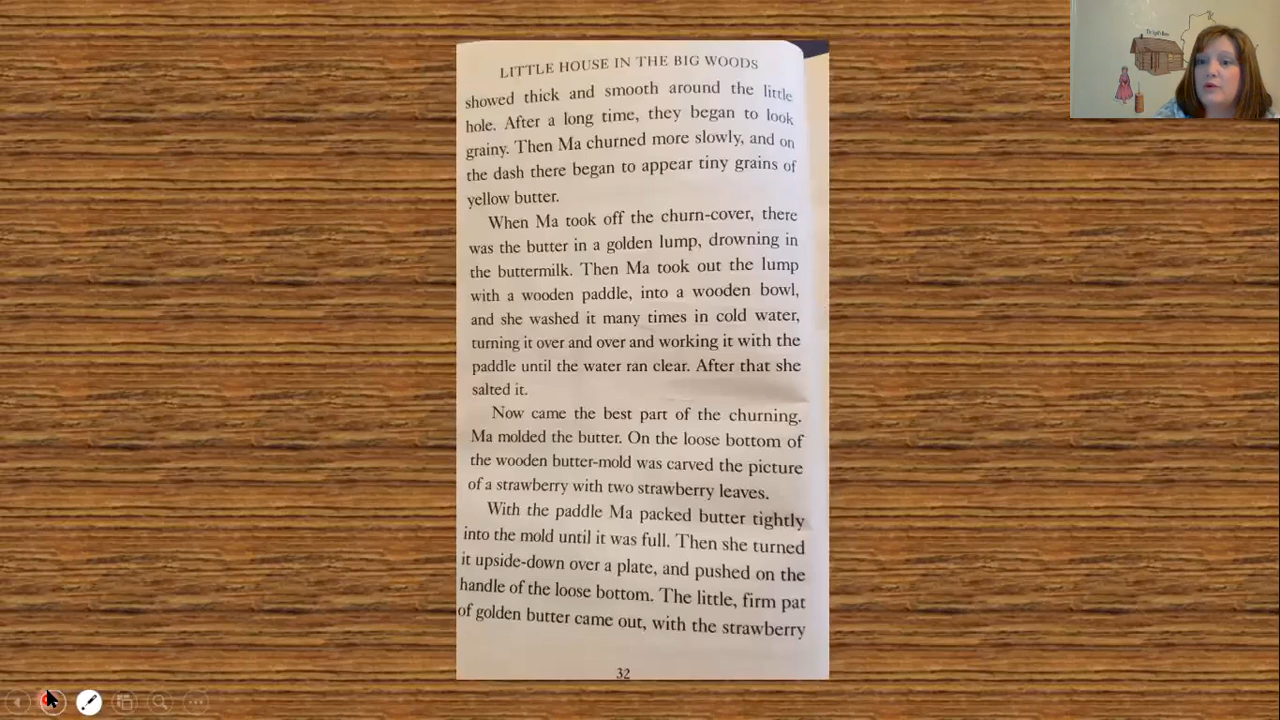 LITTLE HOUSE IN THE BIG WOODS
showed thick and smooth around the little
hole. After a long time, they began to look
grainy. Then Ma churned more slowly, and on
the dash there began to appear tiny grains of
yellow butter.
When Ma took off the churn-cover, there
was the butter in a golden lump, drowning in
the buttermilk. Then Ma took out the lump
with a wooden paddle, into a wooden bowl,
and she washed it many times in cold water,
turning it over and over and working it with the
paddle until the water ran clear. After that she
salted it.
Now came the best part of the churning.
Ma molded the butter. On the loose bottom of
the wooden butter-mold was carved the picture
of a strawberry with two strawberry leaves.
With the paddle Ma packed butter tightly
into the mold until it was full. Then she turned
it upside-down over a plate, and pushed on the
handle of the loose bottom. The little, firm pat
of golden butter came out, with the strawberry
32